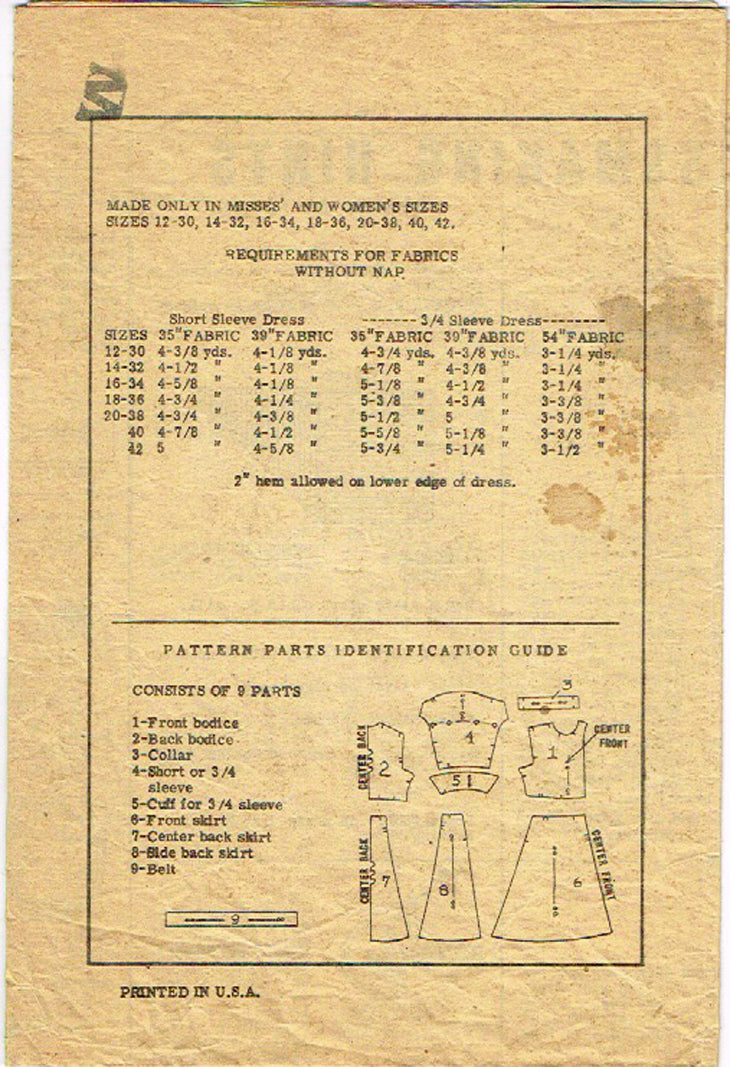 MADE ONLY IN MISSES' AND WOMEN'S SIZES
SIZES 12-30, 14-32, 16-34, 18-36, 20-38, 40, 42.
REQUIREMENTS FOR FABRICS
WITHOUT NAP
Short Sleeve Dress -------3/4 Sleeve Dress--------
SIZES 35"FABRIC 39"FABRIC 35"FABRIC 39"FABRIC 54"FABRIC
12-30 4-3/8 yds. 4-1/8 yds. 4-3/4 yds. 4-3/8 yds. 3-1/4 yds.
14-32 4-1/2 " 4-1/8 " 4-7/8 " 4-3/8 " 3-1/4 "
16-34 4-5/8 " 4-1/8 " 5-1/8 " 4-1/2 " 3-1/4 "
18-36 4-3/4 " 4-1/4 " 5-3/8 " 4-3/4 " 3-3/8 "
20-38 4-3/4 " 4-3/8 " 5-1/2 " 5 " 3-3/8 "
40 4-7/8 " 4-1/2 " 5-5/8 " 5-1/8 " 3-3/8 "
42 5 " 4-5/8 " 5-3/4 " 5-1/4 " 3-1/2 "
2" hem allowed on lower edge of dress.
PATTERN PARTS IDENTIFICATION GUIDE
CONSISTS OF 9 PARTS
1-Front bodice
2-Back bodice
3-Collar
4-Short or 3/4
sleeve
5-Cuff for 3/4 sleeve
6-Front skirt
7-Center back skirt
8-Side back skirt
9-Belt
9
CENTER BACK
2
4
5
3
1
CENTER
FRONT
CENTER BACK
7
8
6
CENTER FRONT
PRINTED IN U.S.A.